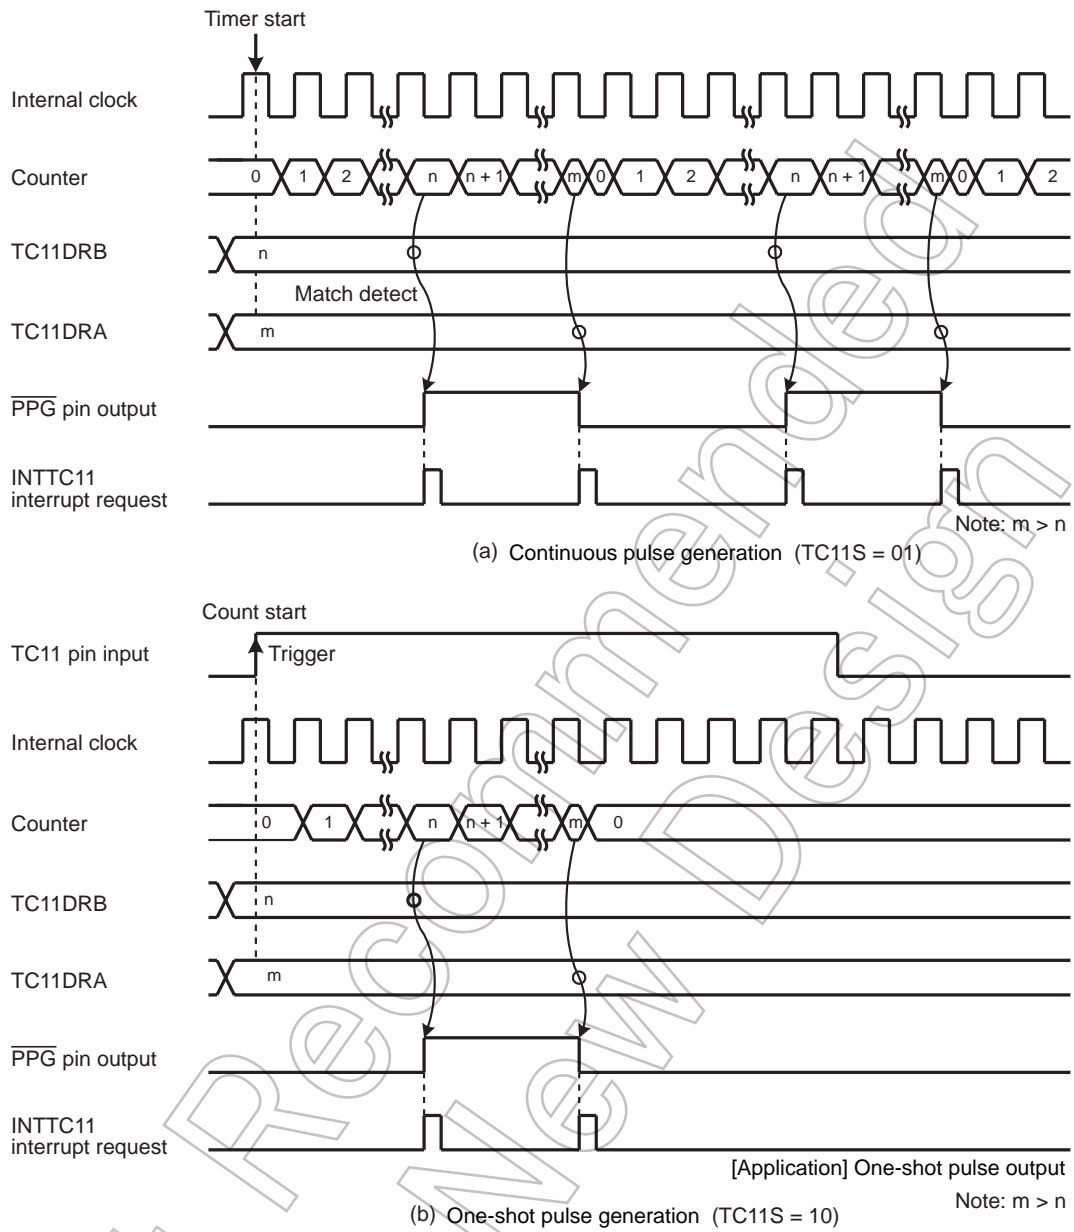 Timer start
Internal clock
Counter 0 1 2 n n + 1 m 0 1 2 n n + 1 m 0 1 2
TC11DRB n
Match detect
TC11DRA m
PPG pin output
INTTC11
interrupt request
Note: m > n
(a) Continuous pulse generation (TC11S = 01)
Count start
TC11 pin input
Trigger
Internal clock
Counter 0 1 n n + 1 m 0
TC11DRB n
TC11DRA m
PPG pin output
INTTC11
interrupt request
[Application] One-shot pulse output
Note: m > n
(b) One-shot pulse generation (TC11S = 10)
Recommended
New Design